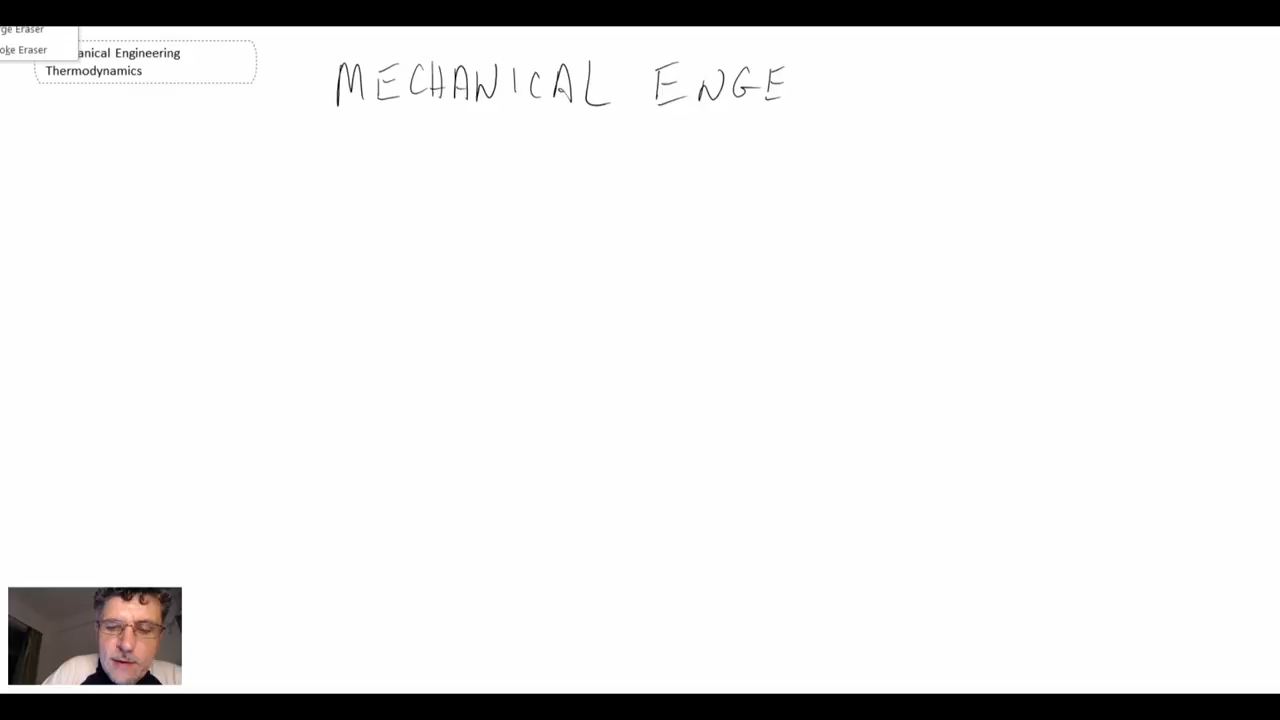 ge Eraser
oke Eraser
anical Engineering
Thermodynamics
MECHANICAL ENGE